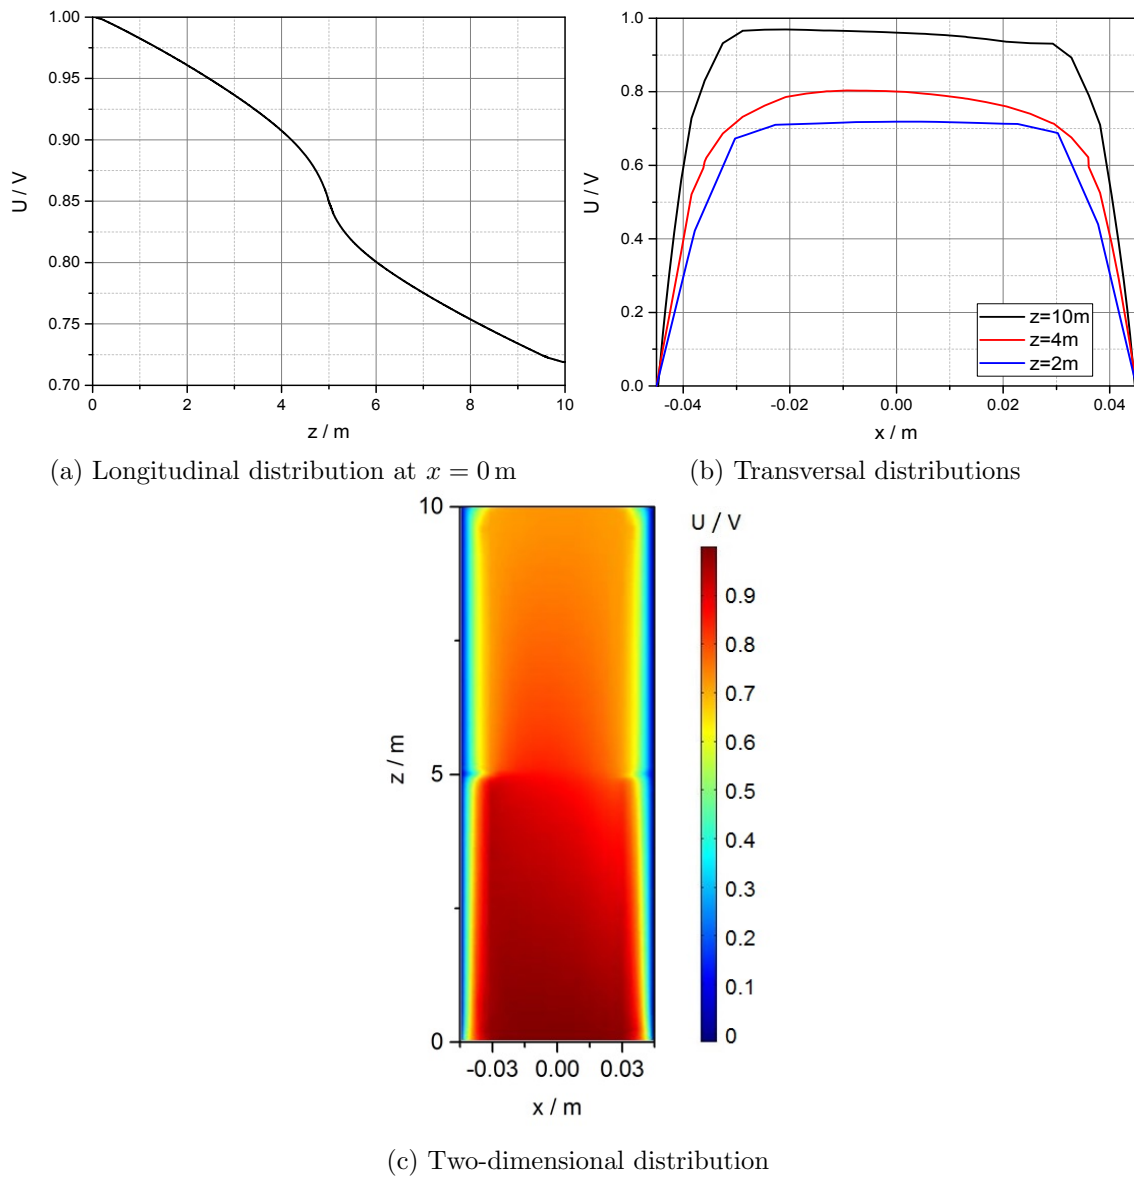 1.00
0.95
0.90
0.85
0.80
0.75
0.70
U / V
0 2 4 6 8 10
z / m
1.0
0.8
0.6
0.4
0.2
0.0
U / V
z=10m
z=4m
z=2m
-0.04 -0.02 0.00 0.02 0.04
x / m
(a) Longitudinal distribution at x = 0 m
(b) Transversal distributions
10
5
0
z / m
-0.03 0.00 0.03
x / m
U / V
0.9
0.8
0.7
0.6
0.5
0.4
0.3
0.2
0.1
0
(c) Two-dimensional distribution